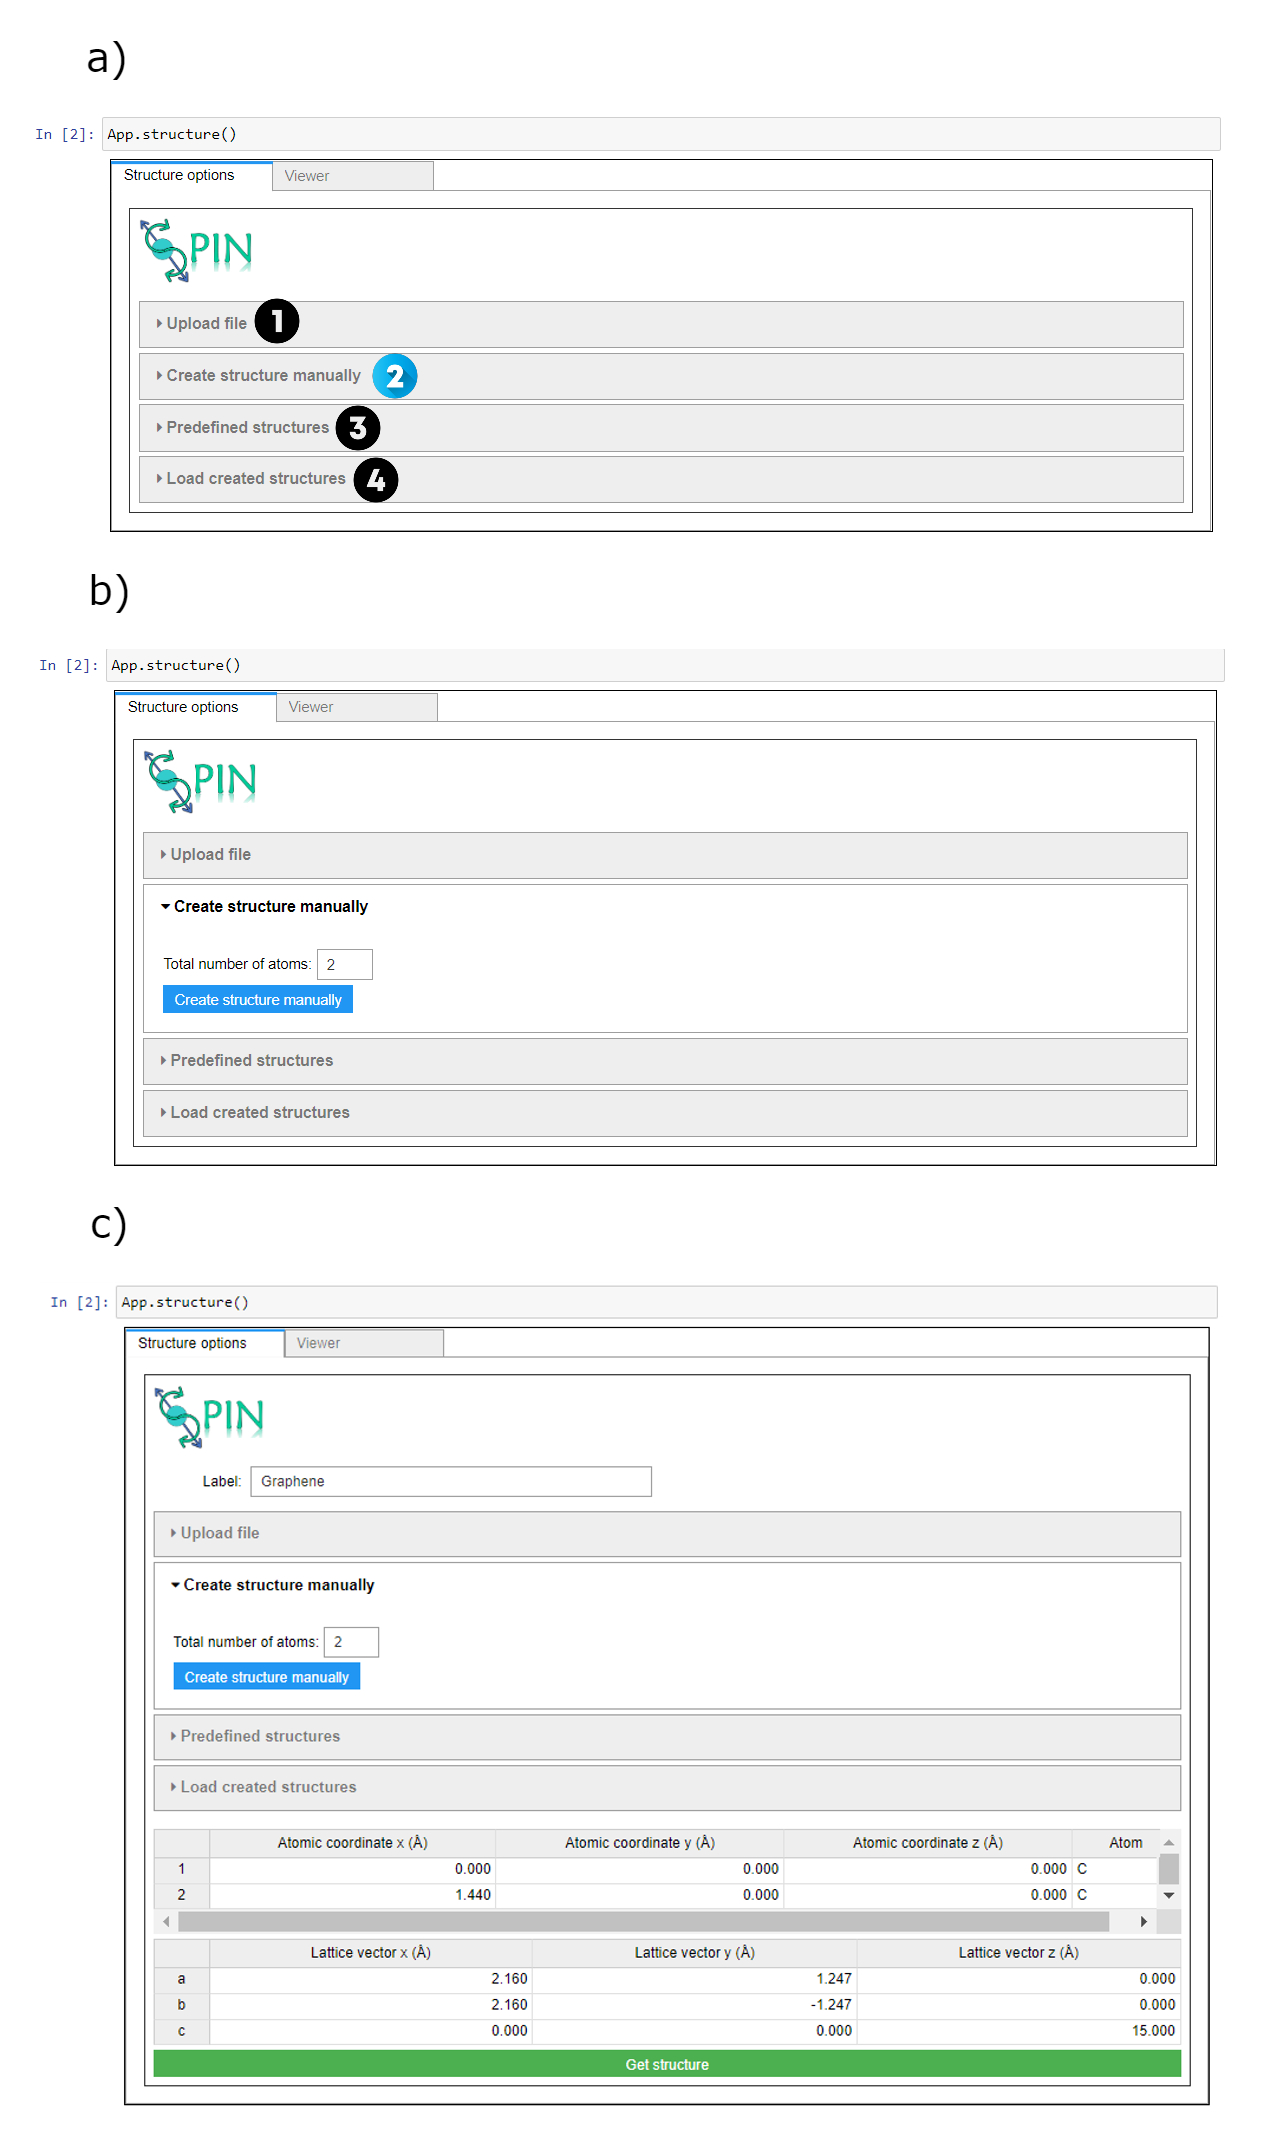 a)
In [2]: App.structure()
Structure options Viewer
SPIN
Upload file 1
Create structure manually 2
Predefined structures 3
Load created structures 4
b)
In [2]: App.structure()
Structure options Viewer
SPIN
Upload file
Create structure manually
Total number of atoms: 2
Create structure manually
Predefined structures
Load created structures
c)
In [2]: App.structure()
Structure options Viewer
SPIN
Label: Graphene
Upload file
Create structure manually
Total number of atoms: 2
Create structure manually
Predefined structures
Load created structures
Atomic coordinate x (Å) Atomic coordinate y (Å) Atomic coordinate z (Å) Atom
1 0.000 0.000 0.000 C
2 1.440 0.000 0.000 C
Lattice vector x (Å) Lattice vector y (Å) Lattice vector z (Å)
a 2.160 1.247 0.000
b 2.160 -1.247 0.000
c 0.000 0.000 15.000
Get structure